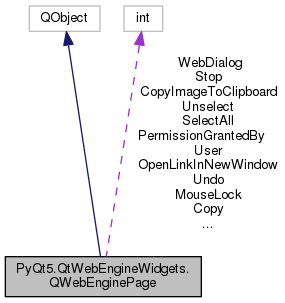 QObject
int
WebDialog
Stop
CopyImageToClipboard
Unselect
SelectAll
PermissionGrantedBy
User
OpenLinkInNewWindow
Undo
MouseLock
Copy
...
PyQt5.QtWebEngineWidgets.
QWebEnginePage